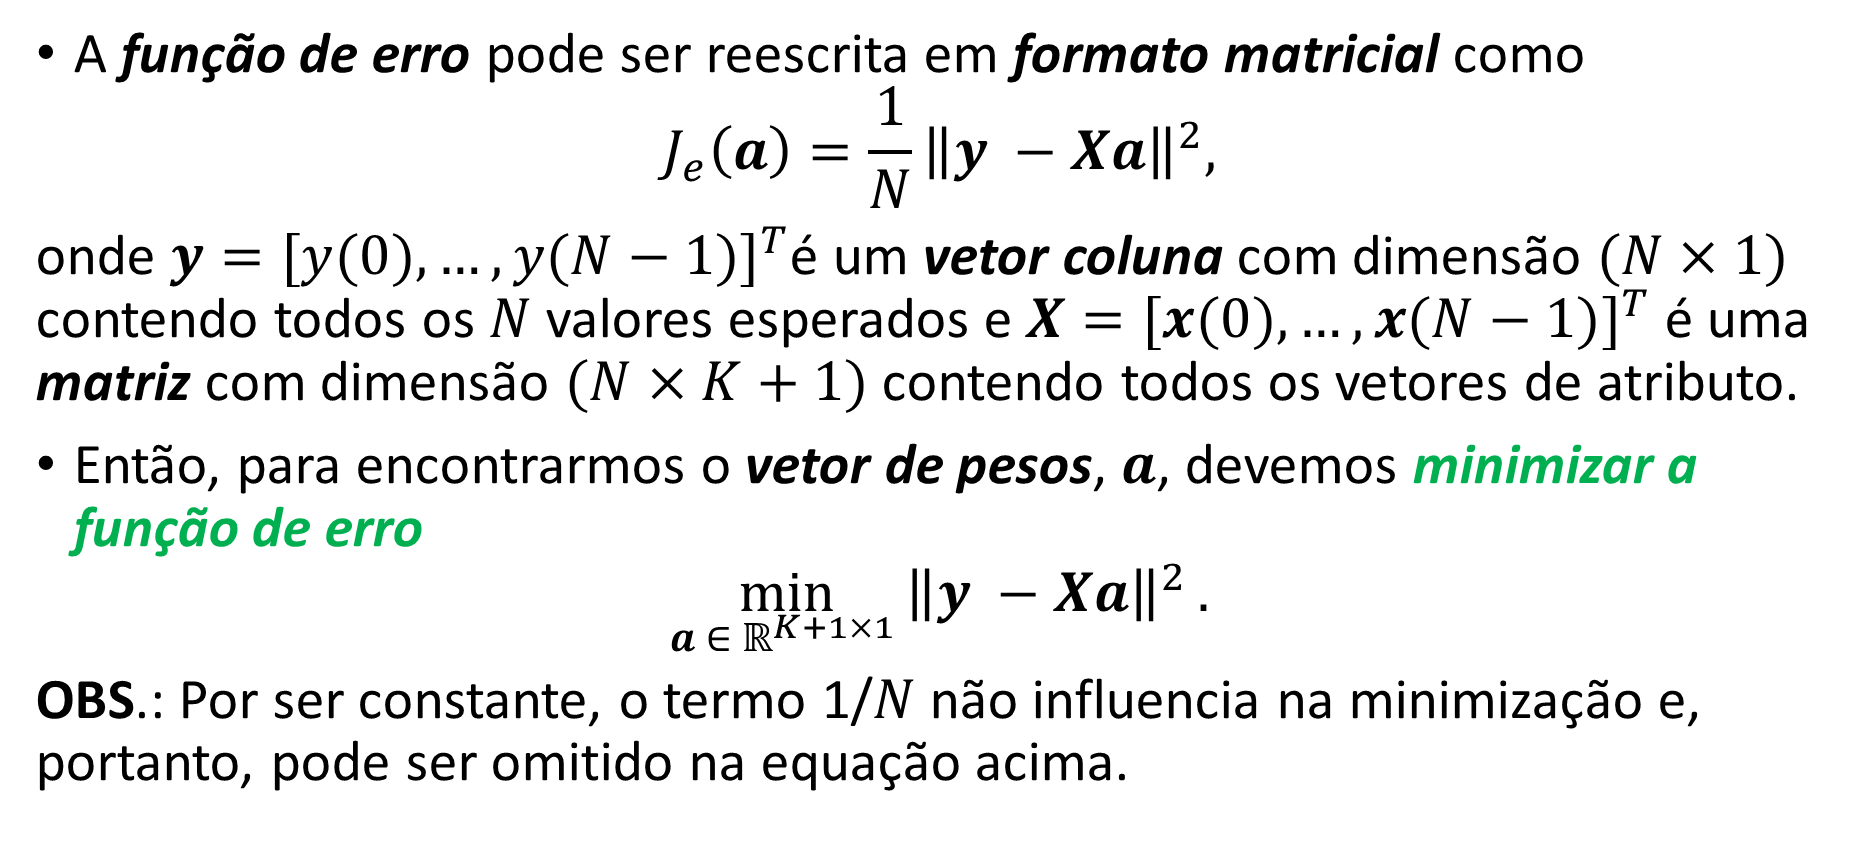 • A função de erro pode ser reescrita em formato matricial como
J_e(a) = 1/N ‖y − Xa‖²,
onde y = [y(0), … , y(N − 1)]ᵀ é um vetor coluna com dimensão (N × 1)
contendo todos os N valores esperados e X = [x(0), … , x(N − 1)]ᵀ é uma
matriz com dimensão (N × K + 1) contendo todos os vetores de atributo.
• Então, para encontrarmos o vetor de pesos, a, devemos minimizar a
função de erro
min ‖y − Xa‖² .
a ∈ ℝ^{K+1×1}
OBS.: Por ser constante, o termo 1/N não influencia na minimização e,
portanto, pode ser omitido na equação acima.